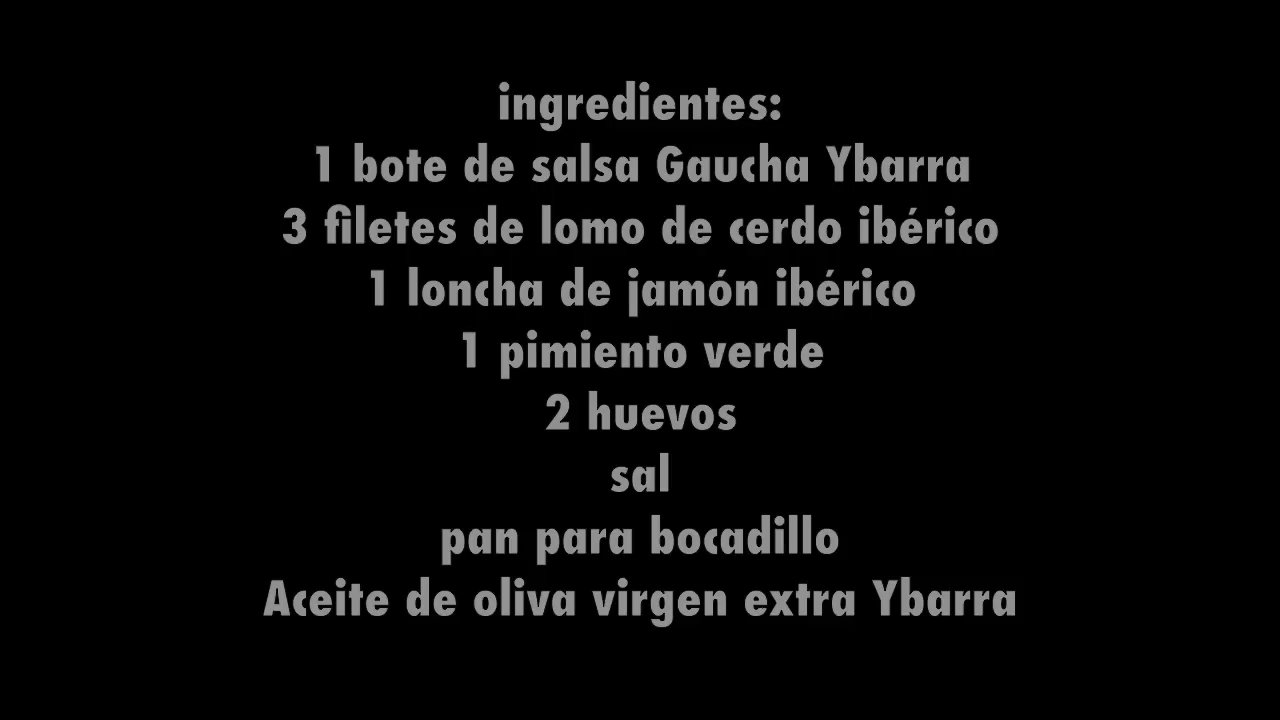 ingredientes:
1 bote de salsa Gaucha Ybarra
3 filetes de lomo de cerdo ibérico
1 loncha de jamón ibérico
1 pimiento verde
2 huevos
sal
pan para bocadillo
Aceite de oliva virgen extra Ybarra